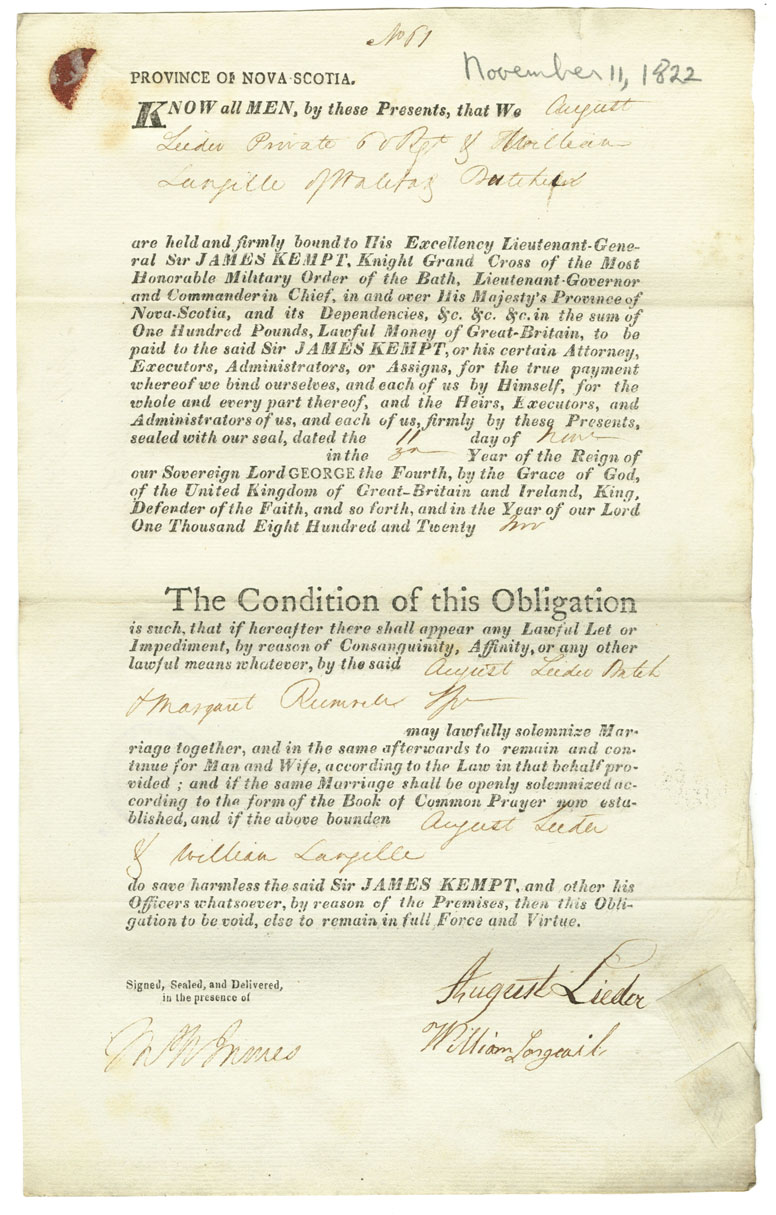 No 61
November 11, 1822
PROVINCE OF NOVA-SCOTIA.
KNOW all MEN, by these Presents, that We August
Leeder Private Rgt & William
Langille of Halifax Butcher
are held and firmly bound to His Excellency Lieutenant-Gene-
ral Sir JAMES KEMPT, Knight Grand Cross of the Most
Honorable Military Order of the Bath, Lieutenant-Governor
and Commander in Chief, in and over His Majesty's Province of
Nova-Scotia, and its Dependencies, &c. &c. &c. in the sum of
One Hundred Pounds, Lawful Money of Great-Britain, to be
paid to the said Sir JAMES KEMPT, or his certain Attorney,
Executors, Administrators, or Assigns, for the true payment
whereof we bind ourselves, and each of us by Himself, for the
whole and every part thereof, and the Heirs, Executors, and
Administrators of us, and each of us, firmly by these Presents,
sealed with our seal, dated the 11 day of Novr
in the 3d Year of the Reign of
our Sovereign Lord GEORGE the Fourth, by the Grace of God,
of the United Kingdom of Great-Britain and Ireland, King,
Defender of the Faith, and so forth, and in the Year of our Lord
One Thousand Eight Hundred and Twenty two
The Condition of this Obligation
is such, that if hereafter there shall appear any Lawful Let or
Impediment, by reason of Consanguinity, Affinity, or any other
lawful means whatever, by the said August Leeder Batch
& Margaret Spr
may lawfully solemnize Mar-
riage together, and in the same afterwards to remain and con-
tinue for Man and Wife, according to the Law in that behalf pro-
vided ; and if the same Marriage shall be openly solemnized ac-
cording to the form of the Book of Common Prayer now esta-
blished, and if the above bounden August Leeder
& William Langille
do save harmless the said Sir JAMES KEMPT, and other his
Officers whatsoever, by reason of the Premises, then this Obli-
gation to be void, else to remain in full Force and Virtue.
Signed, Sealed, and Delivered,
in the presence of
August Lieder
William